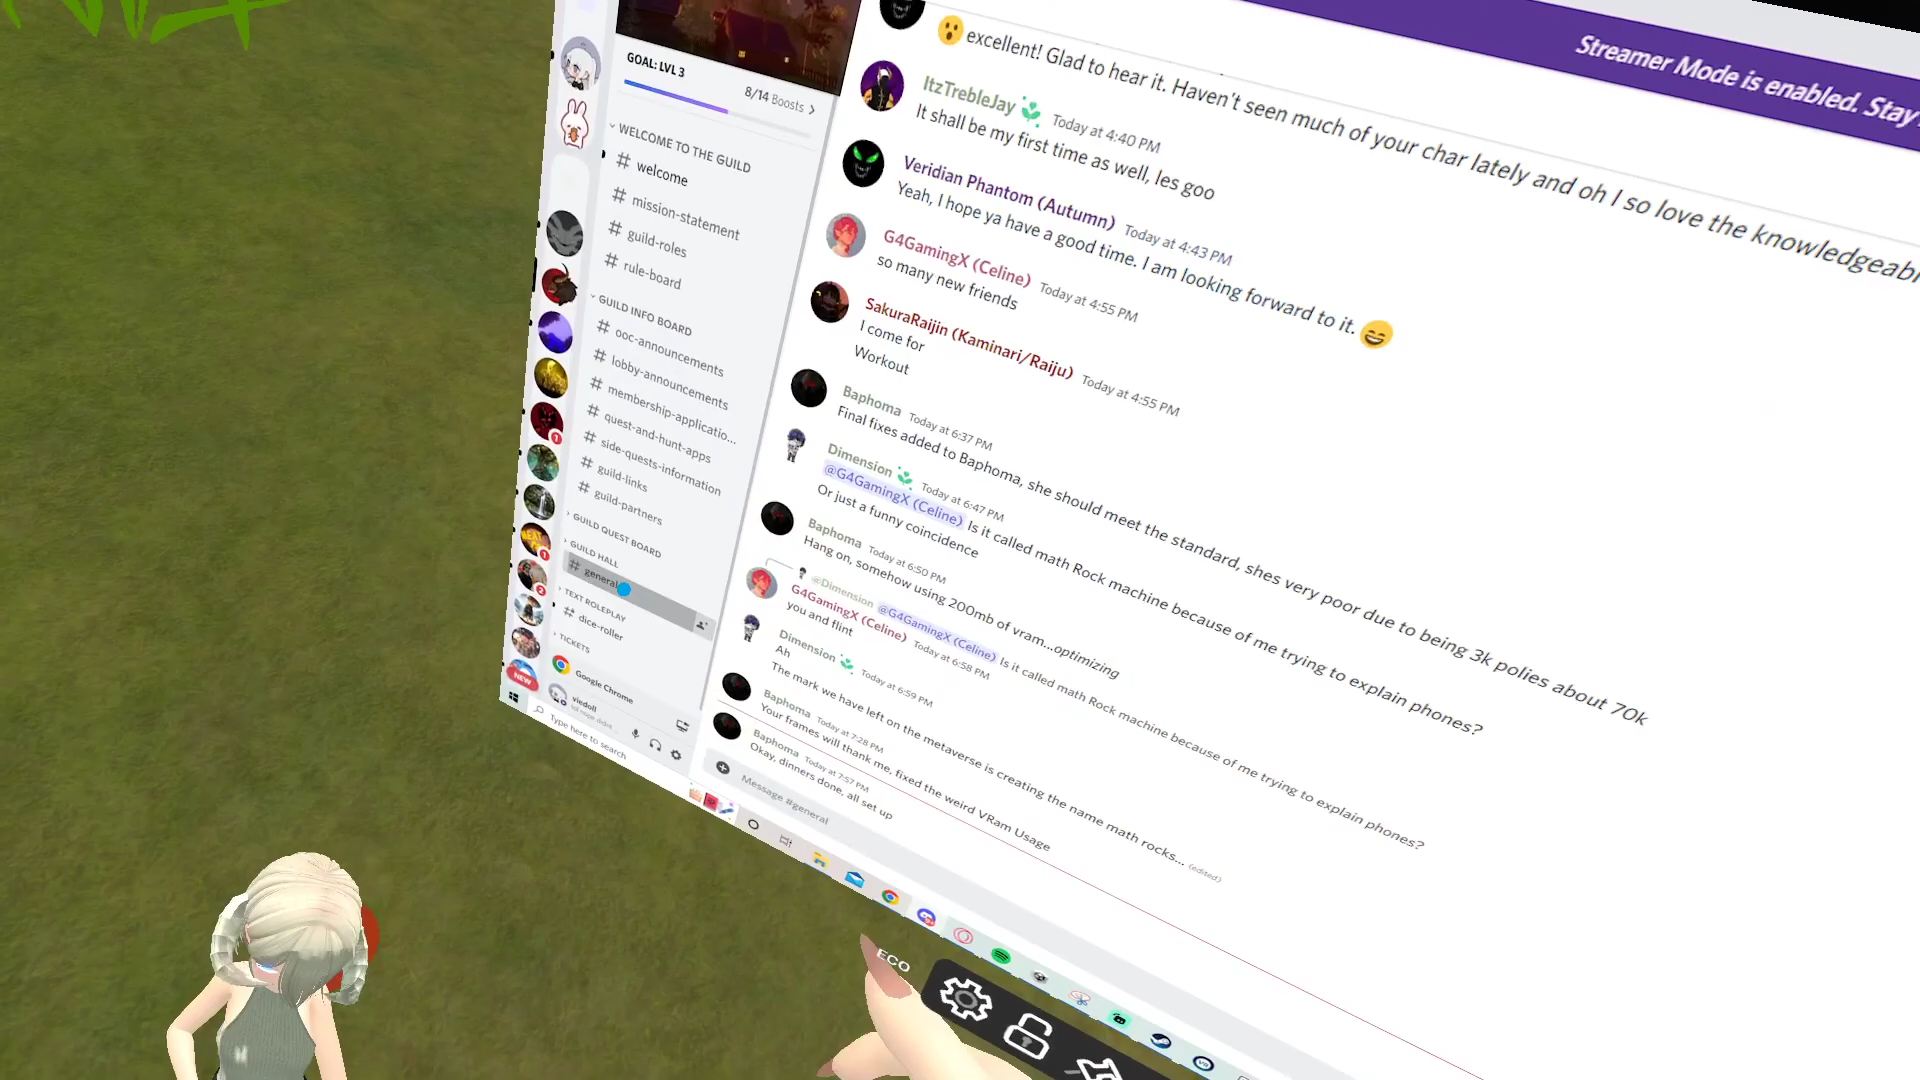 Streamer Mode is enabled. Stay
GOAL: LVL 3
8/14 Boosts
WELCOME TO THE GUILD
welcome
mission-statement
guild-roles
rule-board
GUILD INFO BOARD
ooc-announcements
lobby-announcements
membership-applicatio...
quest-and-hunt-apps
side-quests-information
guild-links
guild-partners
GUILD QUEST BOARD
GUILD HALL
general
TEXT ROLEPLAY
dice-roller
TICKETS
Google Chrome
viedoll
Type here to search
NEW
😮 excellent! Glad to hear it. Haven't seen much of your char lately and oh I so love the knowledgeabl
ItzTrebleJay Today at 4:40 PM
It shall be my first time as well, les goo
Veridian Phantom (Autumn) Today at 4:43 PM
Yeah, I hope ya have a good time. I am looking forward to it. 😄
G4GamingX (Celine) Today at 4:55 PM
so many new friends
SakuraRaijin (Kaminari/Raiju) Today at 4:55 PM
I come for
Workout
Baphoma Today at 6:37 PM
Final fixes added to Baphoma, she should meet the standard, shes very poor due to being 3k polies about 70k
Dimension Today at 6:47 PM
@G4GamingX (Celine) Is it called math Rock machine because of me trying to explain phones?
Or just a funny coincidence
Baphoma Today at 6:50 PM
Hang on, somehow using 200mb of vram...optimizing
@Dimension @G4GamingX (Celine) Is it called math Rock machine because of me trying to explain phones?
G4GamingX (Celine) Today at 6:58 PM
you and flint
Dimension Today at 6:59 PM
Ah
The mark we have left on the metaverse is creating the name math rocks... (edited)
Baphoma Today at 7:28 PM
Your frames will thank me, fixed the weird VRam Usage
Baphoma Today at 7:57 PM
Okay, dinners done, all set up
Message #general
ECO